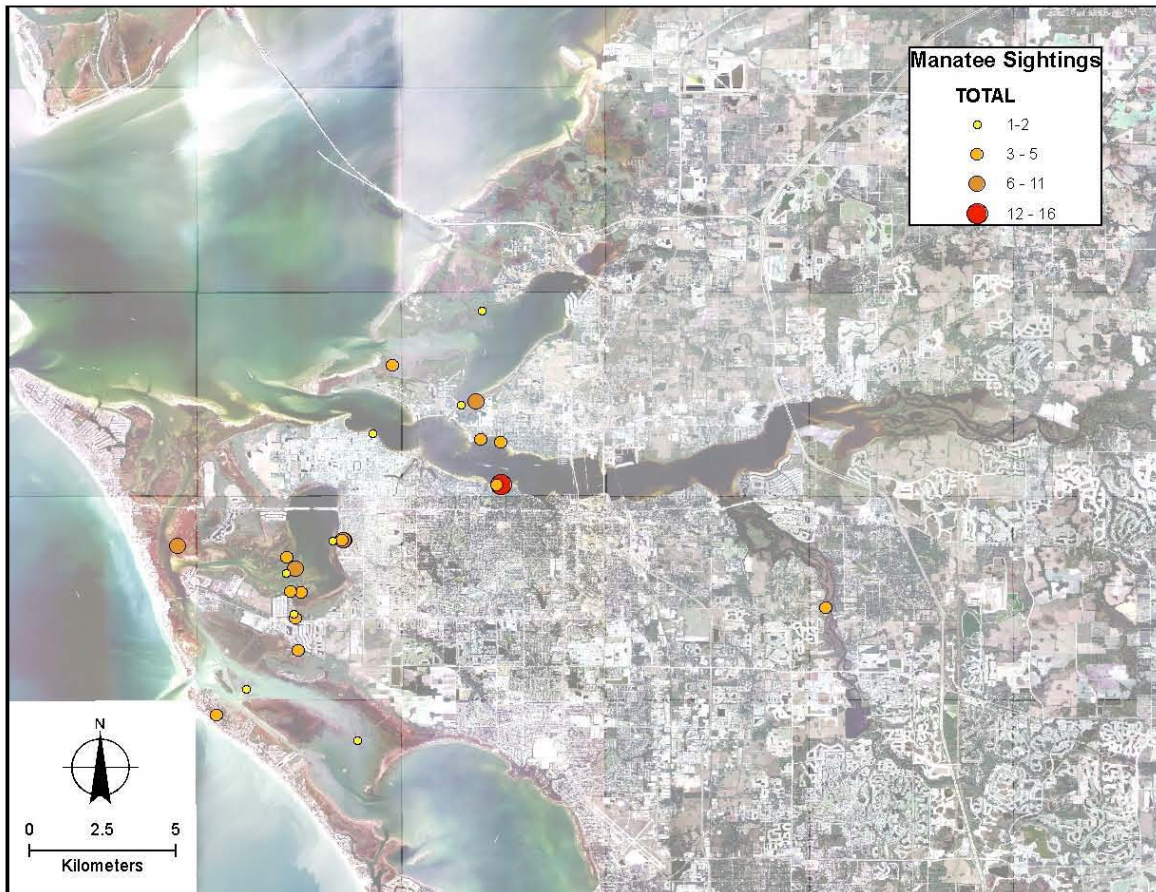 Manatee Sightings
TOTAL
1-2
3 - 5
6 - 11
12 - 16
N
0 2.5 5
Kilometers